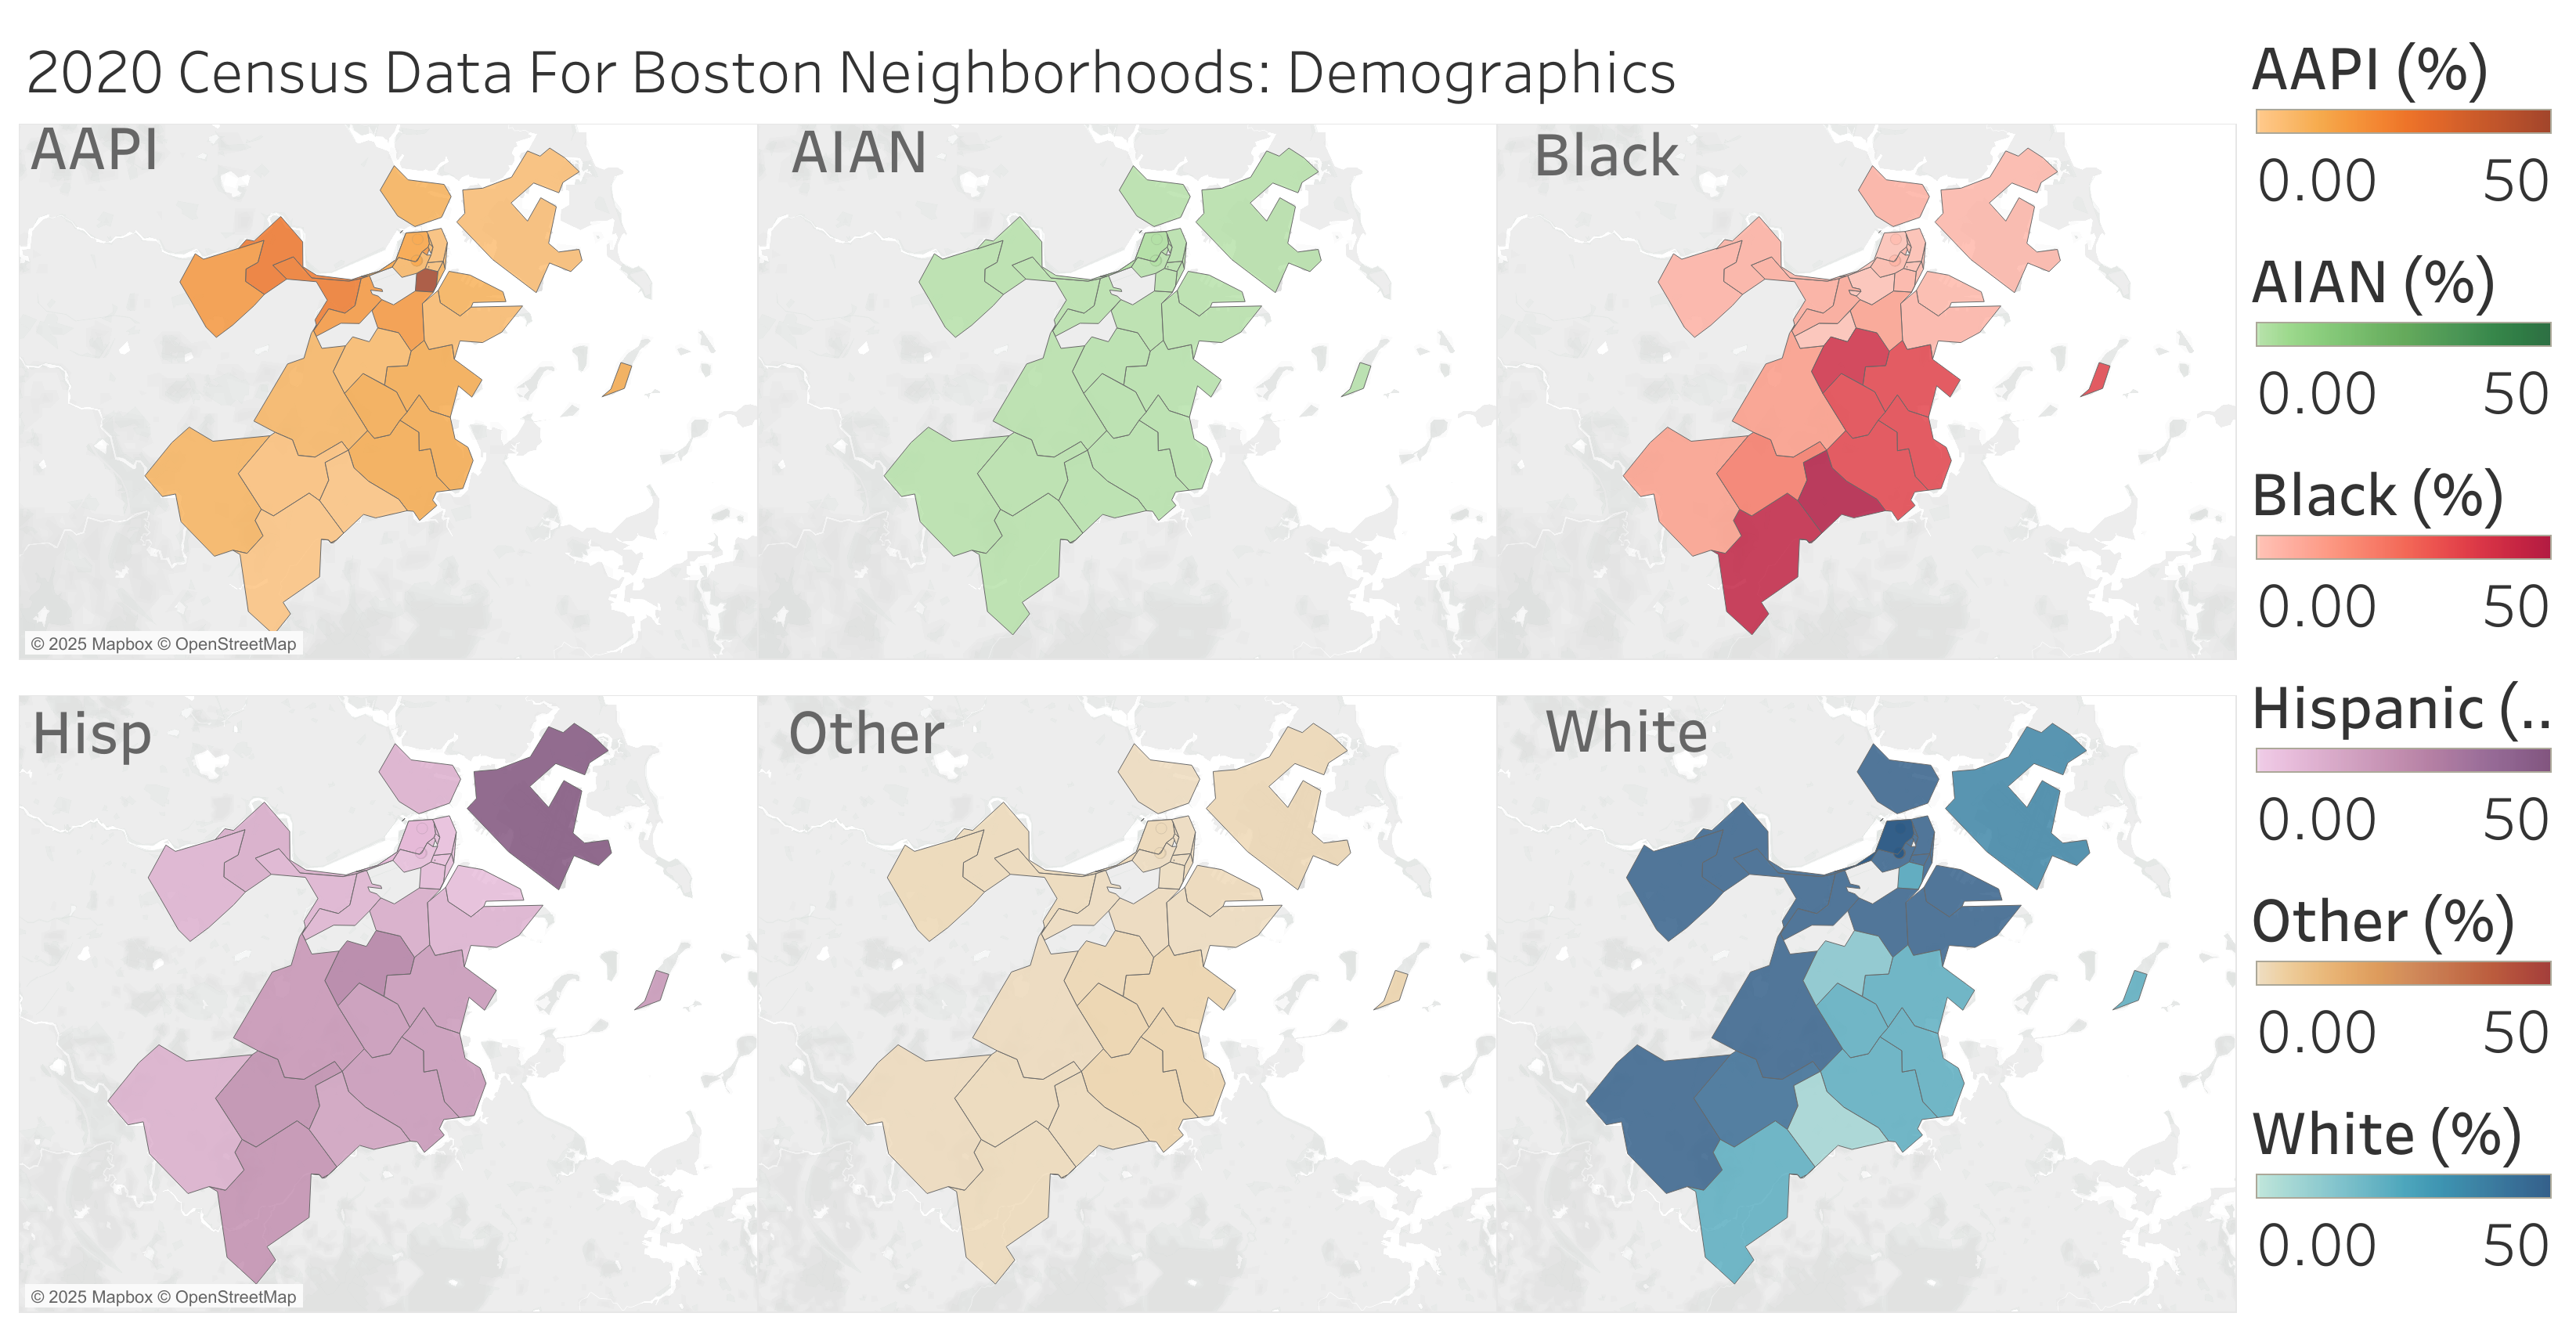 2020 Census Data For Boston Neighborhoods: Demographics
AAPI
AIAN
Black
© 2025 Mapbox © OpenStreetMap
Hisp
Other
White
© 2025 Mapbox © OpenStreetMap
AAPI (%)
0.00 50
AIAN (%)
0.00 50
Black (%)
0.00 50
Hispanic (..
0.00 50
Other (%)
0.00 50
White (%)
0.00 50